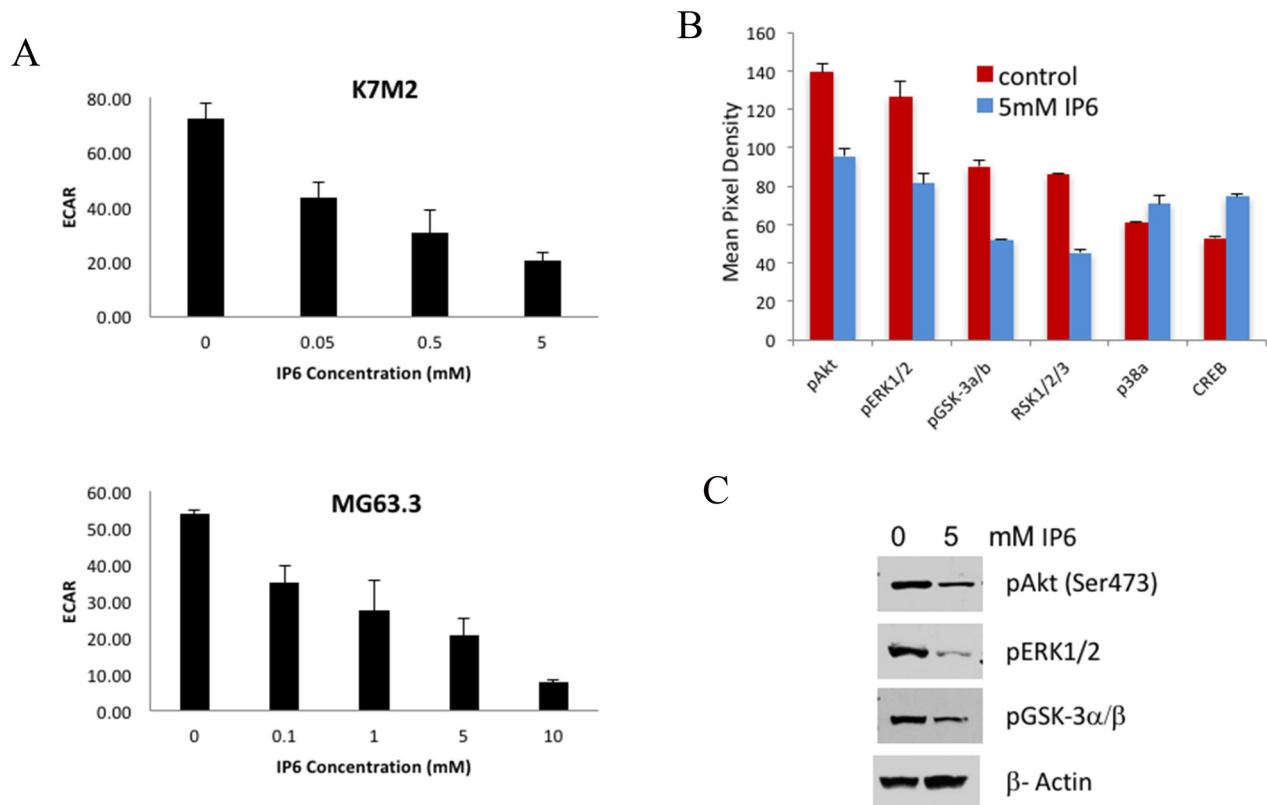 A
K7M2
80.00
60.00
40.00
20.00
0.00
ECAR
0 0.05 0.5 5
IP6 Concentration (mM)
MG63.3
60.00
50.00
40.00
30.00
20.00
10.00
0.00
ECAR
0 0.1 1 5 10
IP6 Concentration (mM)
B
160
140
120
100
80
60
40
20
0
Mean Pixel Density
control
5mM IP6
pAkt
pERK1/2
pGSK-3a/b
RSK1/2/3
p38a
CREB
C
0 5 mM IP6
pAkt (Ser473)
pERK1/2
pGSK-3α/β
β- Actin